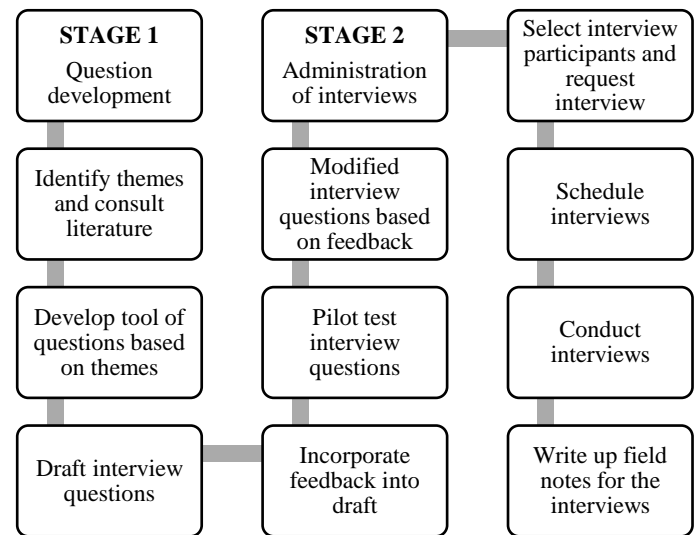 STAGE 1
Question
development
Identify themes
and consult
literature
Develop tool of
questions based
on themes
Draft interview
questions
STAGE 2
Administration
of interviews
Modified
interview
questions based
on feedback
Pilot test
interview
questions
Incorporate
feedback into
draft
Select interview
participants and
request
interview
Schedule
interviews
Conduct
interviews
Write up field
notes for the
interviews